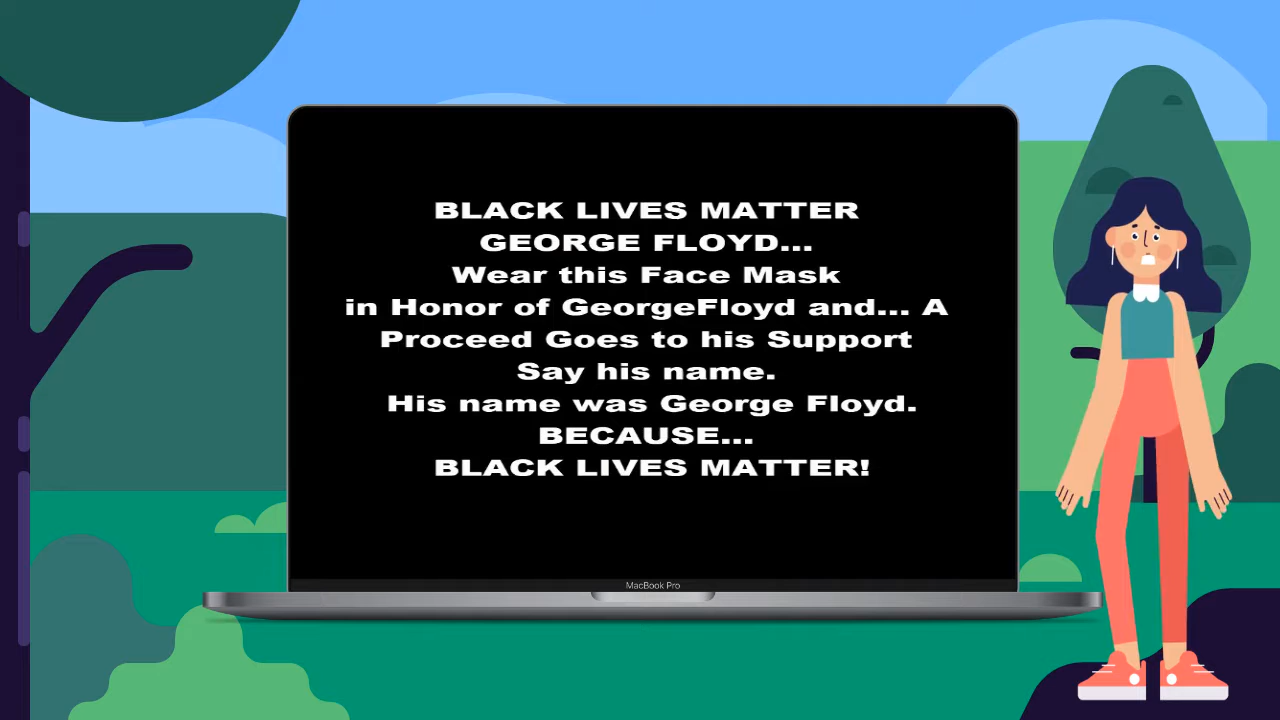 BLACK LIVES MATTER
GEORGE FLOYD...
Wear this Face Mask
in Honor of GeorgeFloyd and... A
Proceed Goes to his Support
Say his name.
His name was George Floyd.
BECAUSE...
BLACK LIVES MATTER!
MacBook Pro